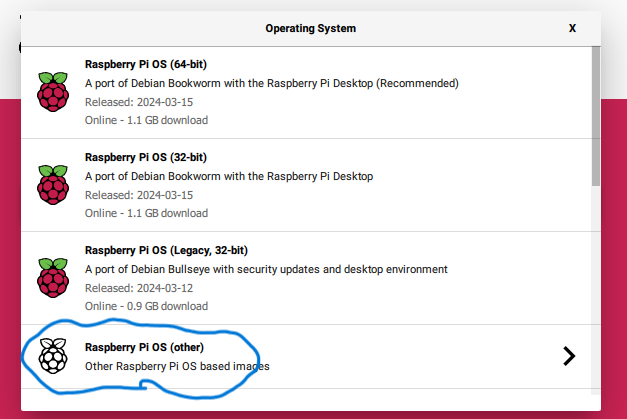 Operating System
X
Raspberry Pi OS (64-bit)
A port of Debian Bookworm with the Raspberry Pi Desktop (Recommended)
Released: 2024-03-15
Online - 1.1 GB download
Raspberry Pi OS (32-bit)
A port of Debian Bookworm with the Raspberry Pi Desktop
Released: 2024-03-15
Online - 1.1 GB download
Raspberry Pi OS (Legacy, 32-bit)
A port of Debian Bullseye with security updates and desktop environment
Released: 2024-03-12
Online - 0.9 GB download
Raspberry Pi OS (other)
Other Raspberry Pi OS based images